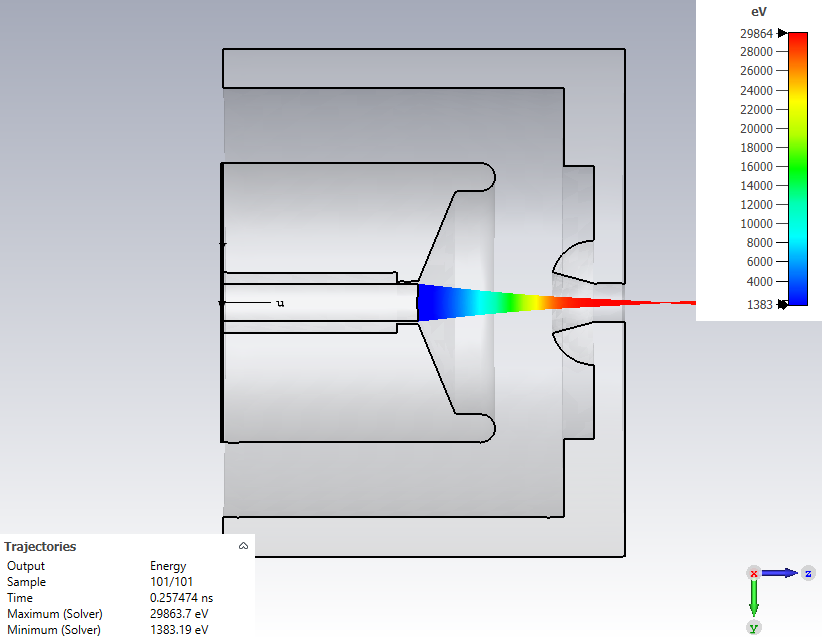 eV
29864
28000
26000
24000
22000
20000
18000
16000
14000
12000
10000
8000
6000
4000
1383
u
Trajectories
Output Energy
Sample 101/101
Time 0.257474 ns
Maximum (Solver) 29863.7 eV
Minimum (Solver) 1383.19 eV
x z
y